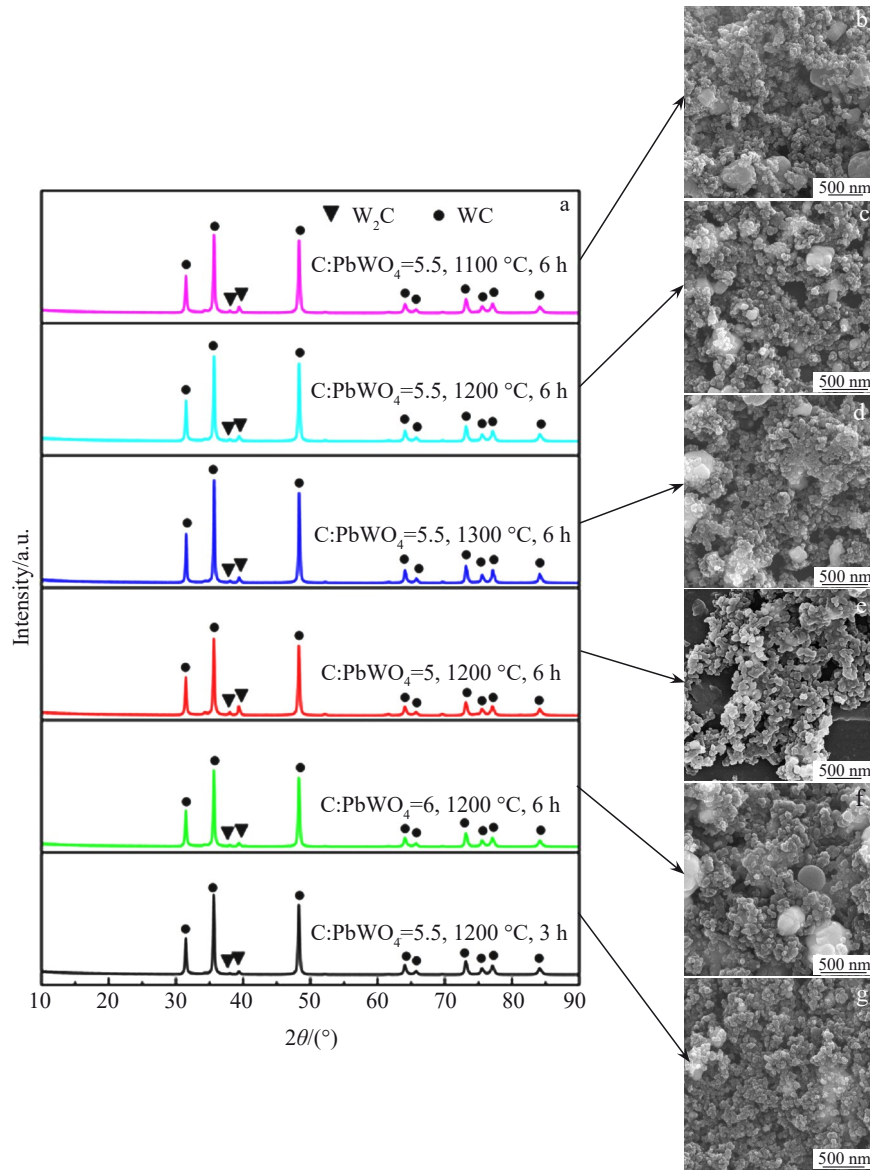 a
▼ W₂C ● WC
C:PbWO₄=5.5, 1100 °C, 6 h
C:PbWO₄=5.5, 1200 °C, 6 h
C:PbWO₄=5.5, 1300 °C, 6 h
C:PbWO₄=5, 1200 °C, 6 h
C:PbWO₄=6, 1200 °C, 6 h
C:PbWO₄=5.5, 1200 °C, 3 h
Intensity/a.u.
10 20 30 40 50 60 70 80 90
2θ/(°)
b
500 nm
c
500 nm
d
500 nm
e
500 nm
f
500 nm
g
500 nm